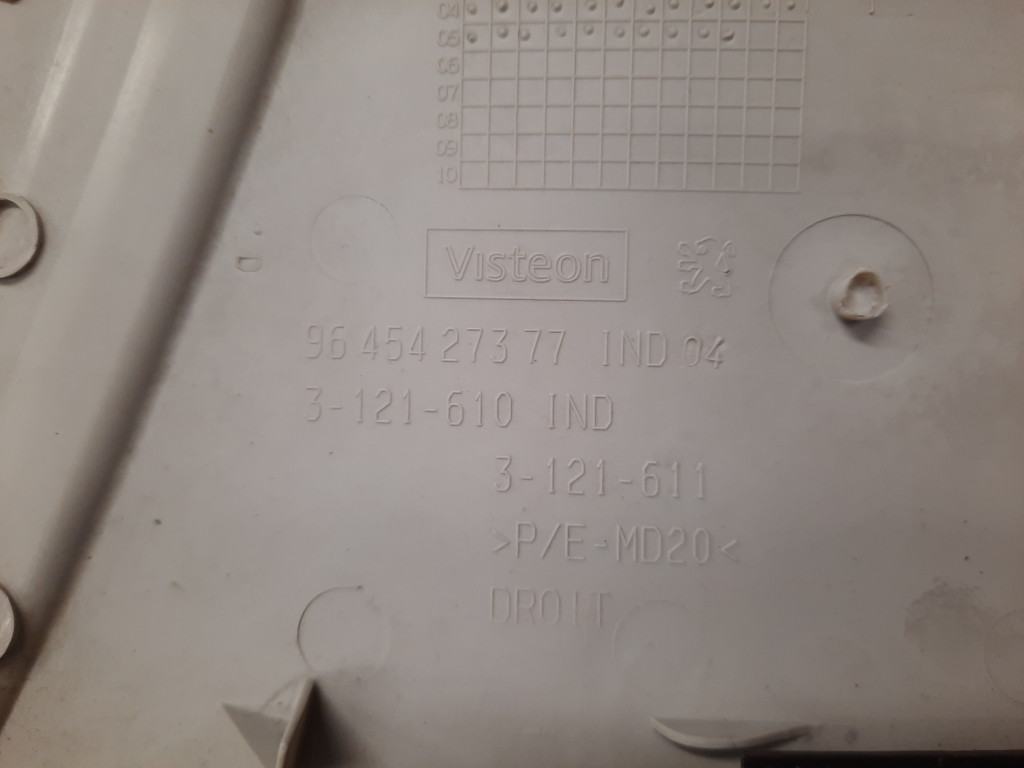 04
05
06
07
08
09
10
Visteon
96 454 273 77 IND 04
3-121-610 IND
3-121-611
>P/E-MD20<
DROIT